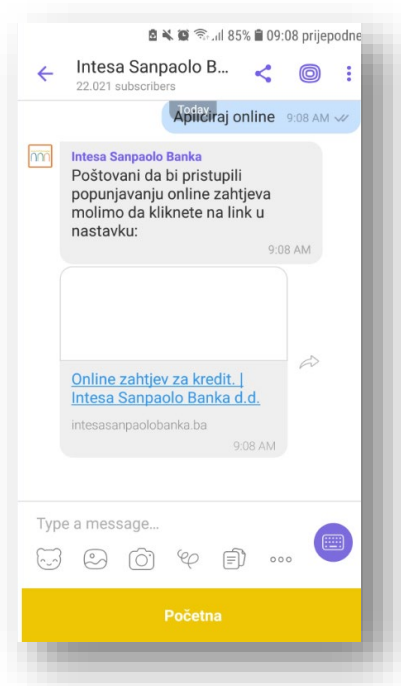 85% 09:08 prijepodne
Intesa Sanpaolo B...
22.021 subscribers
Today
Apliciraj online 9:08 AM
Intesa Sanpaolo Banka
Poštovani da bi pristupili
popunjavanju online zahtjeva
molimo da kliknete na link u
nastavku:
9:08 AM
Online zahtjev za kredit. |
Intesa Sanpaolo Banka d.d.
intesasanpaolobanka.ba
9:08 AM
Type a message...
Početna